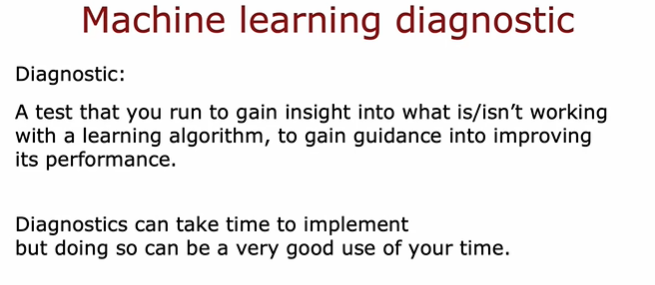 Machine learning diagnostic
Diagnostic:
A test that you run to gain insight into what is/isn’t working
with a learning algorithm, to gain guidance into improving
its performance.
Diagnostics can take time to implement
but doing so can be a very good use of your time.